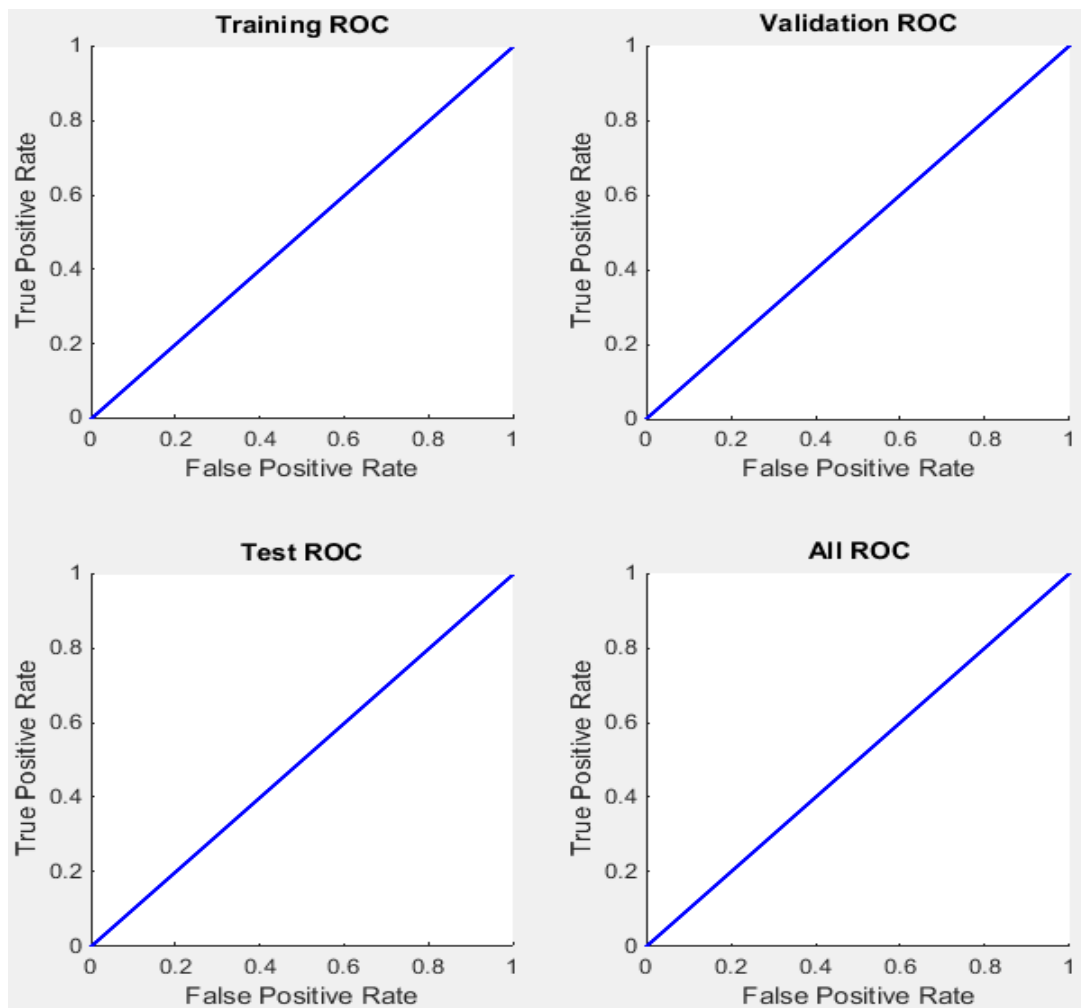 Training ROC
True Positive Rate
1
0.8
0.6
0.4
0.2
0
0 0.2 0.4 0.6 0.8 1
False Positive Rate
Validation ROC
True Positive Rate
1
0.8
0.6
0.4
0.2
0
0 0.2 0.4 0.6 0.8 1
False Positive Rate
Test ROC
True Positive Rate
1
0.8
0.6
0.4
0.2
0
0 0.2 0.4 0.6 0.8 1
False Positive Rate
All ROC
True Positive Rate
1
0.8
0.6
0.4
0.2
0
0 0.2 0.4 0.6 0.8 1
False Positive Rate